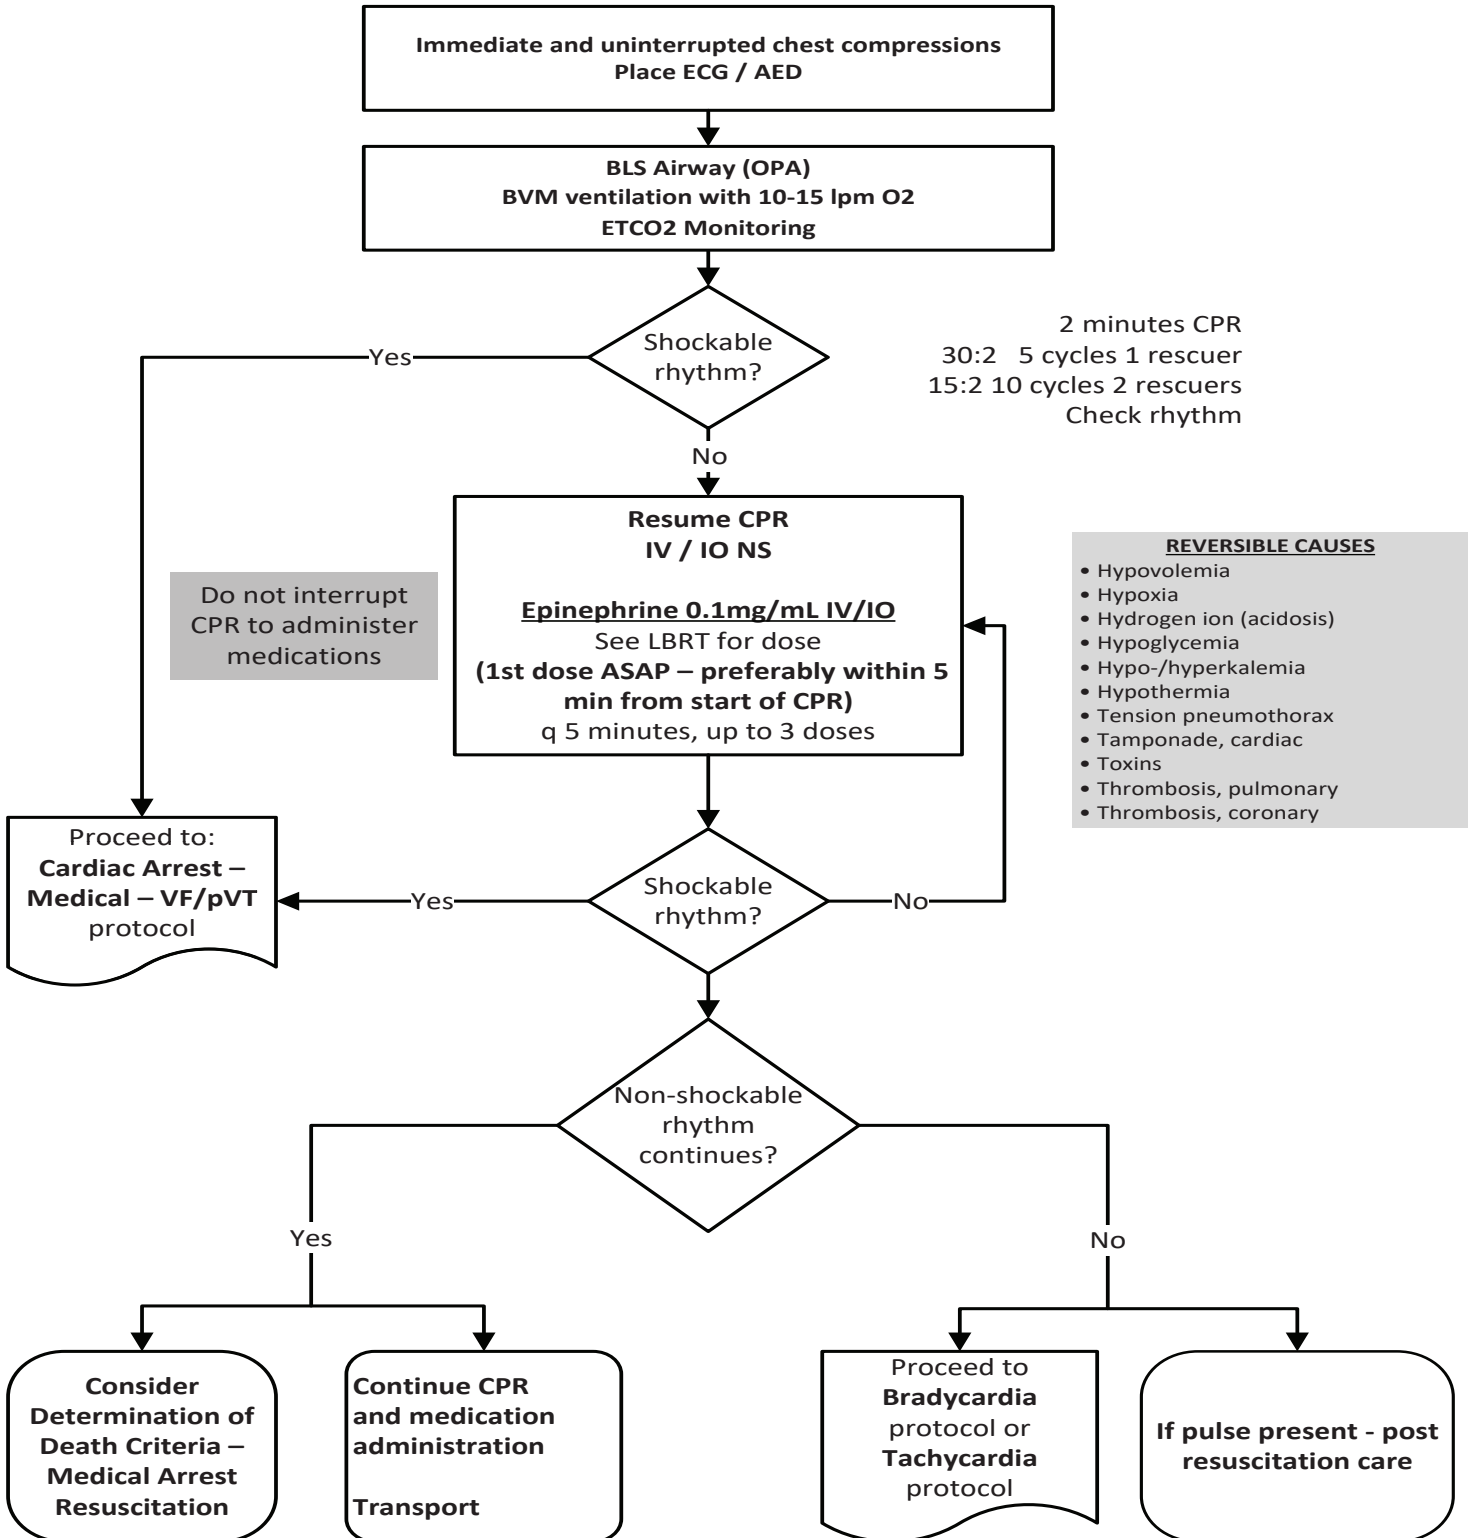 Immediate and uninterrupted chest compressions
Place ECG / AED
BLS Airway (OPA)
BVM ventilation with 10-15 lpm O2
ETCO2 Monitoring
Shockable
rhythm?
Yes
No
2 minutes CPR
30:2 5 cycles 1 rescuer
15:2 10 cycles 2 rescuers
Check rhythm
Resume CPR
IV / IO NS
Epinephrine 0.1mg/mL IV/IO
See LBRT for dose
(1st dose ASAP – preferably within 5
min from start of CPR)
q 5 minutes, up to 3 doses
Do not interrupt
CPR to administer
medications
REVERSIBLE CAUSES
• Hypovolemia
• Hypoxia
• Hydrogen ion (acidosis)
• Hypoglycemia
• Hypo-/hyperkalemia
• Hypothermia
• Tension pneumothorax
• Tamponade, cardiac
• Toxins
• Thrombosis, pulmonary
• Thrombosis, coronary
Proceed to:
Cardiac Arrest –
Medical – VF/pVT
protocol
Yes
Shockable
rhythm?
No
Non-shockable
rhythm
continues?
Yes
No
Consider
Determination of
Death Criteria –
Medical Arrest
Resuscitation
Continue CPR
and medication
administration
Transport
Proceed to
Bradycardia
protocol or
Tachycardia
protocol
If pulse present - post
resuscitation care